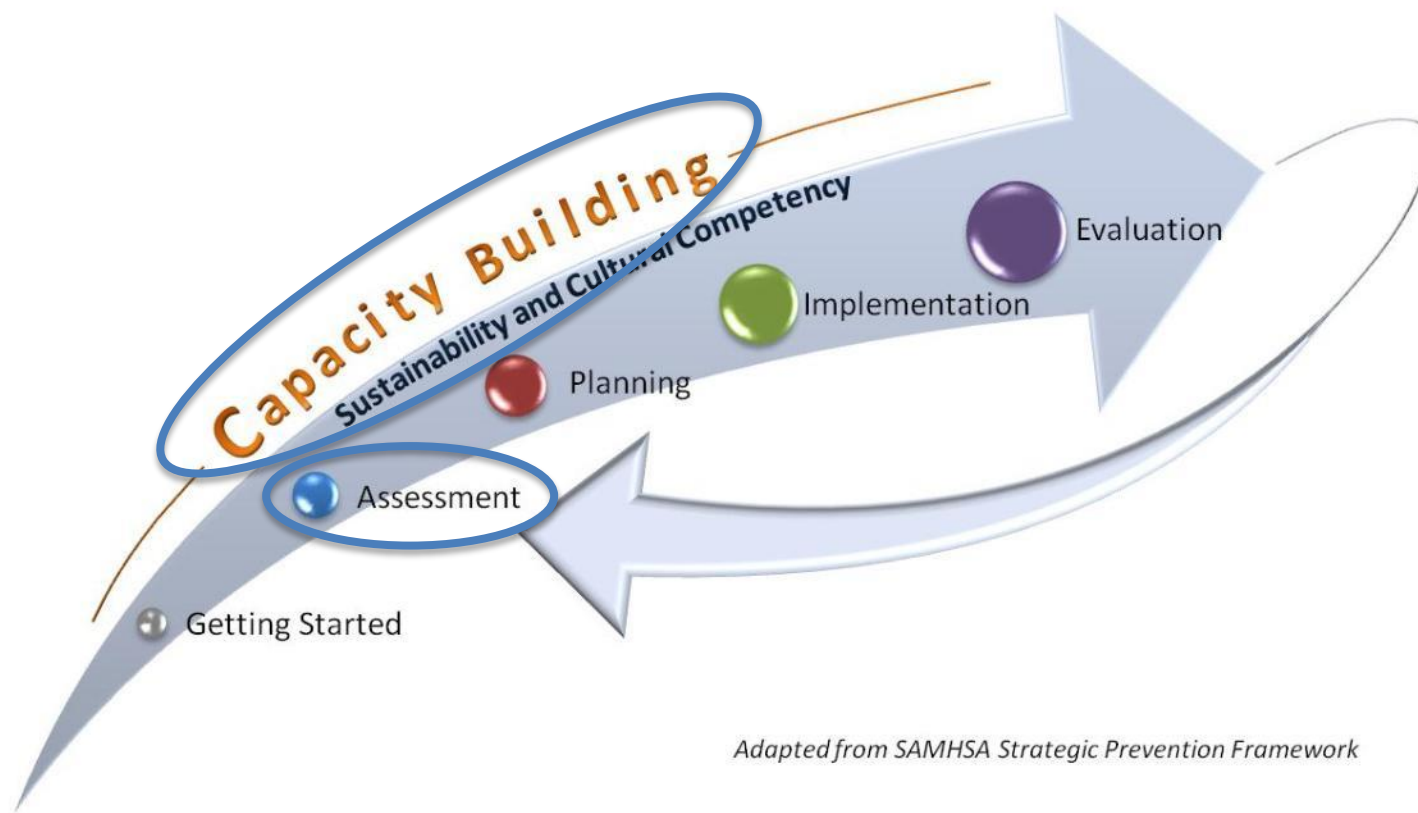 Capacity Building
Sustainability and Cultural Competency
Evaluation
Implementation
Planning
Assessment
Getting Started
Adapted from SAMHSA Strategic Prevention Framework